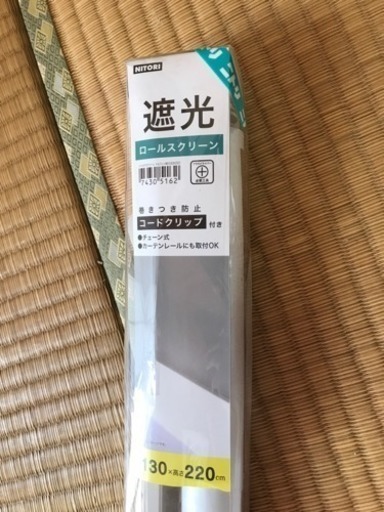 NITORI
遮光
ロールスクリーン
7430 5162
巻きつき防止
コードクリップ 付き
●チェーン式
●カーテンレールにも取付OK
130×高さ220cm